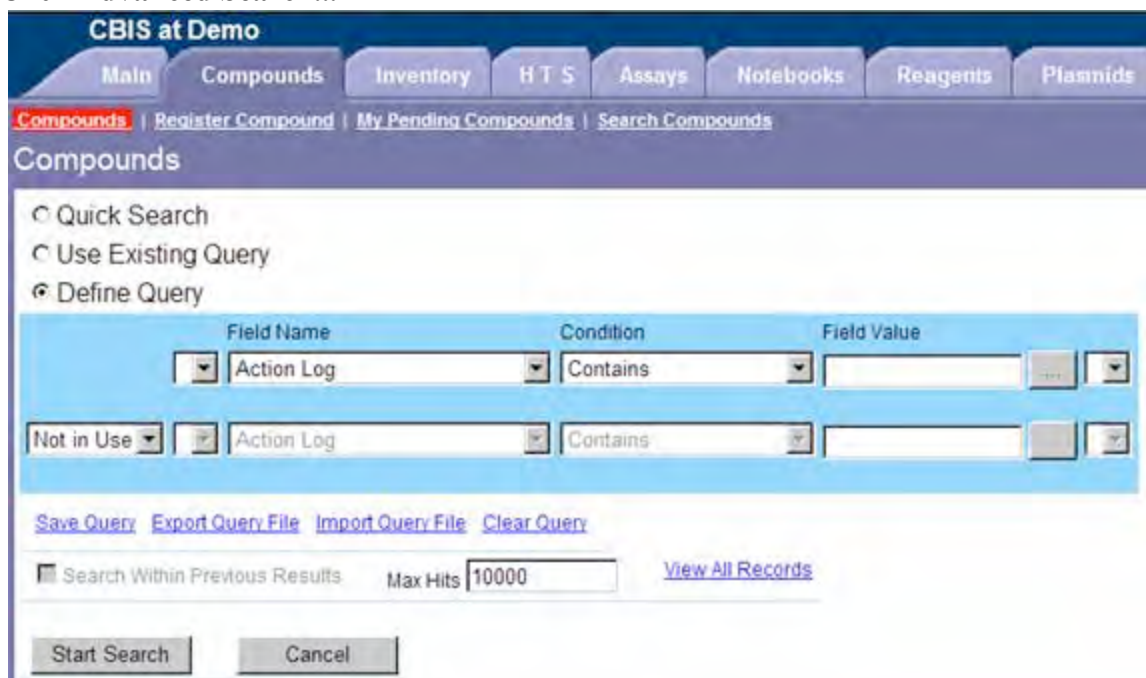 CBIS at Demo
Main Compounds Inventory HTS Assays Notebooks Reagents Plasmids
Compounds | Register Compound | My Pending Compounds | Search Compounds
Compounds
Quick Search
Use Existing Query
Define Query
Field Name Condition Field Value
Action Log Contains ...
Not in Use Action Log Contains
Save Query Export Query File Import Query File Clear Query
Search Within Previous Results Max Hits 10000 View All Records
Start Search Cancel